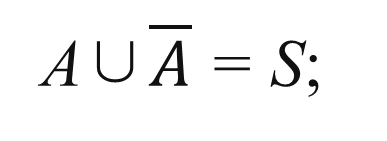 A ∪ A̅ = S;